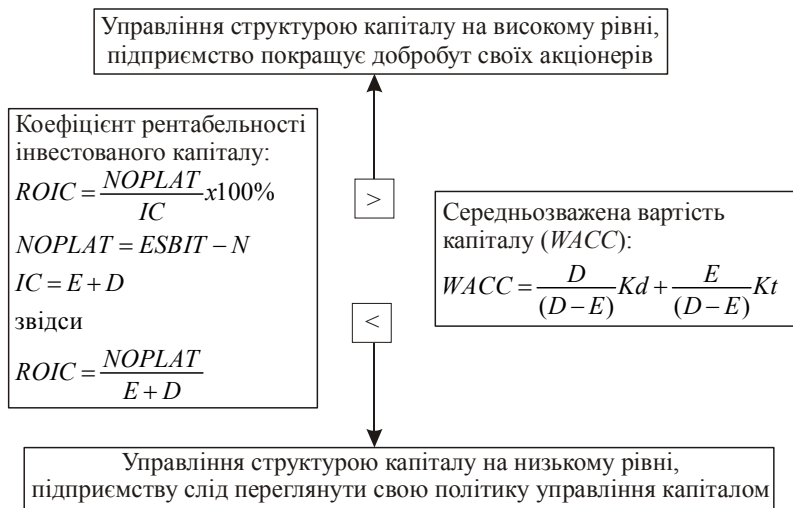 Управління структурою капіталу на високому рівні,
підприємство покращує добробут своїх акціонерів
Коефіцієнт рентабельності
інвестованого капіталу:
ROIC = NOPLAT / IC x100%
NOPLAT = ESBIT − N
IC = E + D
звідси
ROIC = NOPLAT / E + D
>
<
Середньозважена вартість
капіталу (WACC):
WACC = D / (D − E) Kd + E / (D − E) Kt
Управління структурою капіталу на низькому рівні,
підприємству слід переглянути свою політику управління капіталом